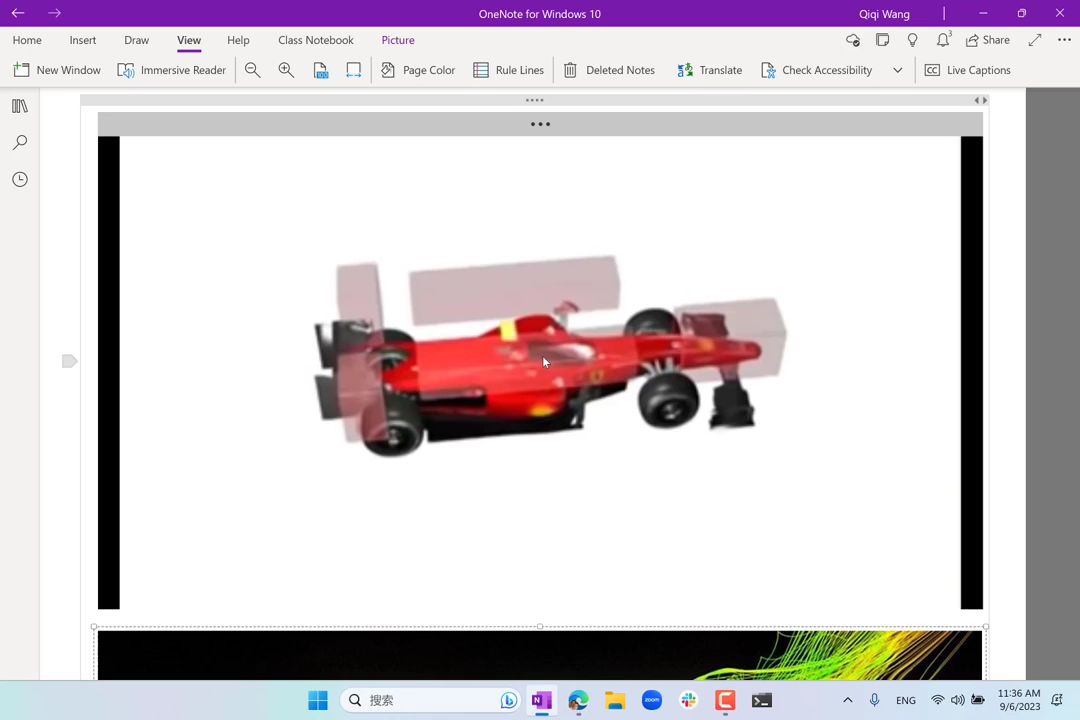 OneNote for Windows 10
Qiqi Wang
Home Insert Draw View Help Class Notebook Picture
3 Share
New Window Immersive Reader Page Color Rule Lines Deleted Notes Translate Check Accessibility Live Captions
搜索
zoom
ENG
11:36 AM
9/6/2023